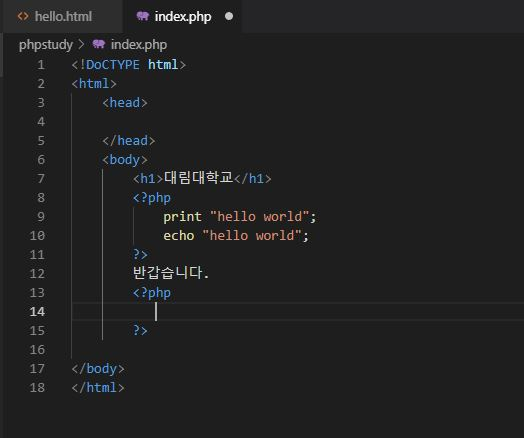 hello.html index.php
phpstudy > index.php
1 <!DoCTYPE html>
2 <html>
3 <head>
4
5 </head>
6 <body>
7 <h1>대림대학교</h1>
8 <?php
9 print "hello world";
10 echo "hello world";
11 ?>
12 반갑습니다.
13 <?php
14
15 ?>
16
17 </body>
18 </html>